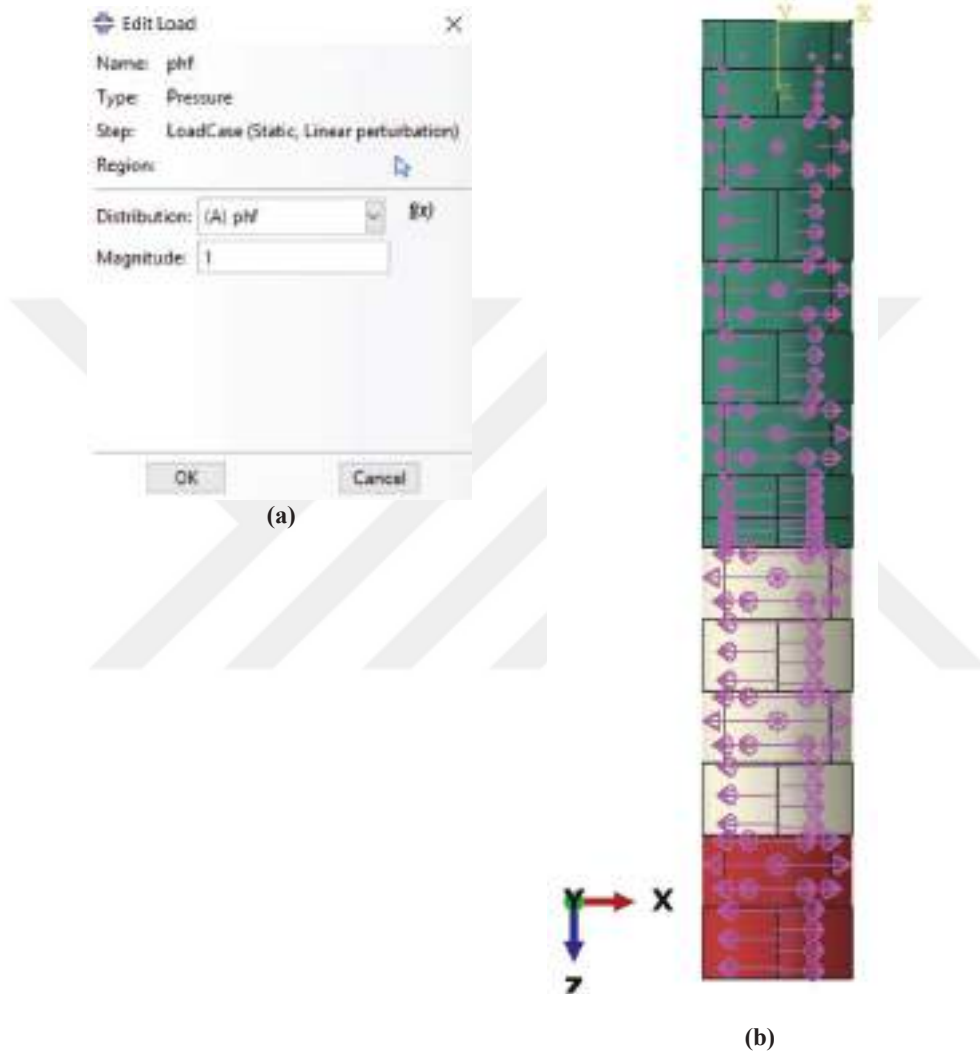 Edit Load
Name: phf
Type: Pressure
Step: LoadCase (Static, Linear perturbation)
Region:
Distribution: (A) phf f(x)
Magnitude: 1
OK Cancel
(a)
Y X
Z
Y X
Z
(b)